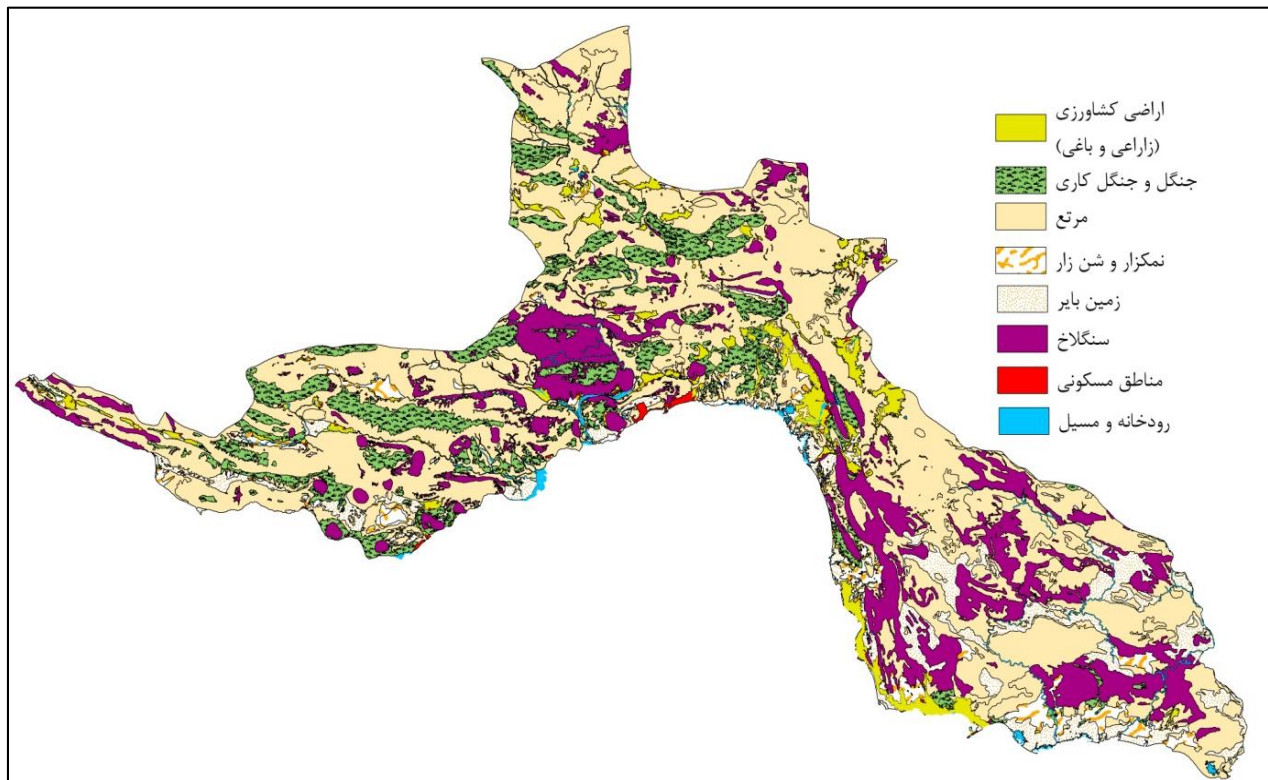 اراضی کشاورزی
(زاراعی و باغی)
جنگل و جنگل کاری
مرتع
نمکزار و شن زار
زمین بایر
سنگلاخ
مناطق مسکونی
رودخانه و مسیل